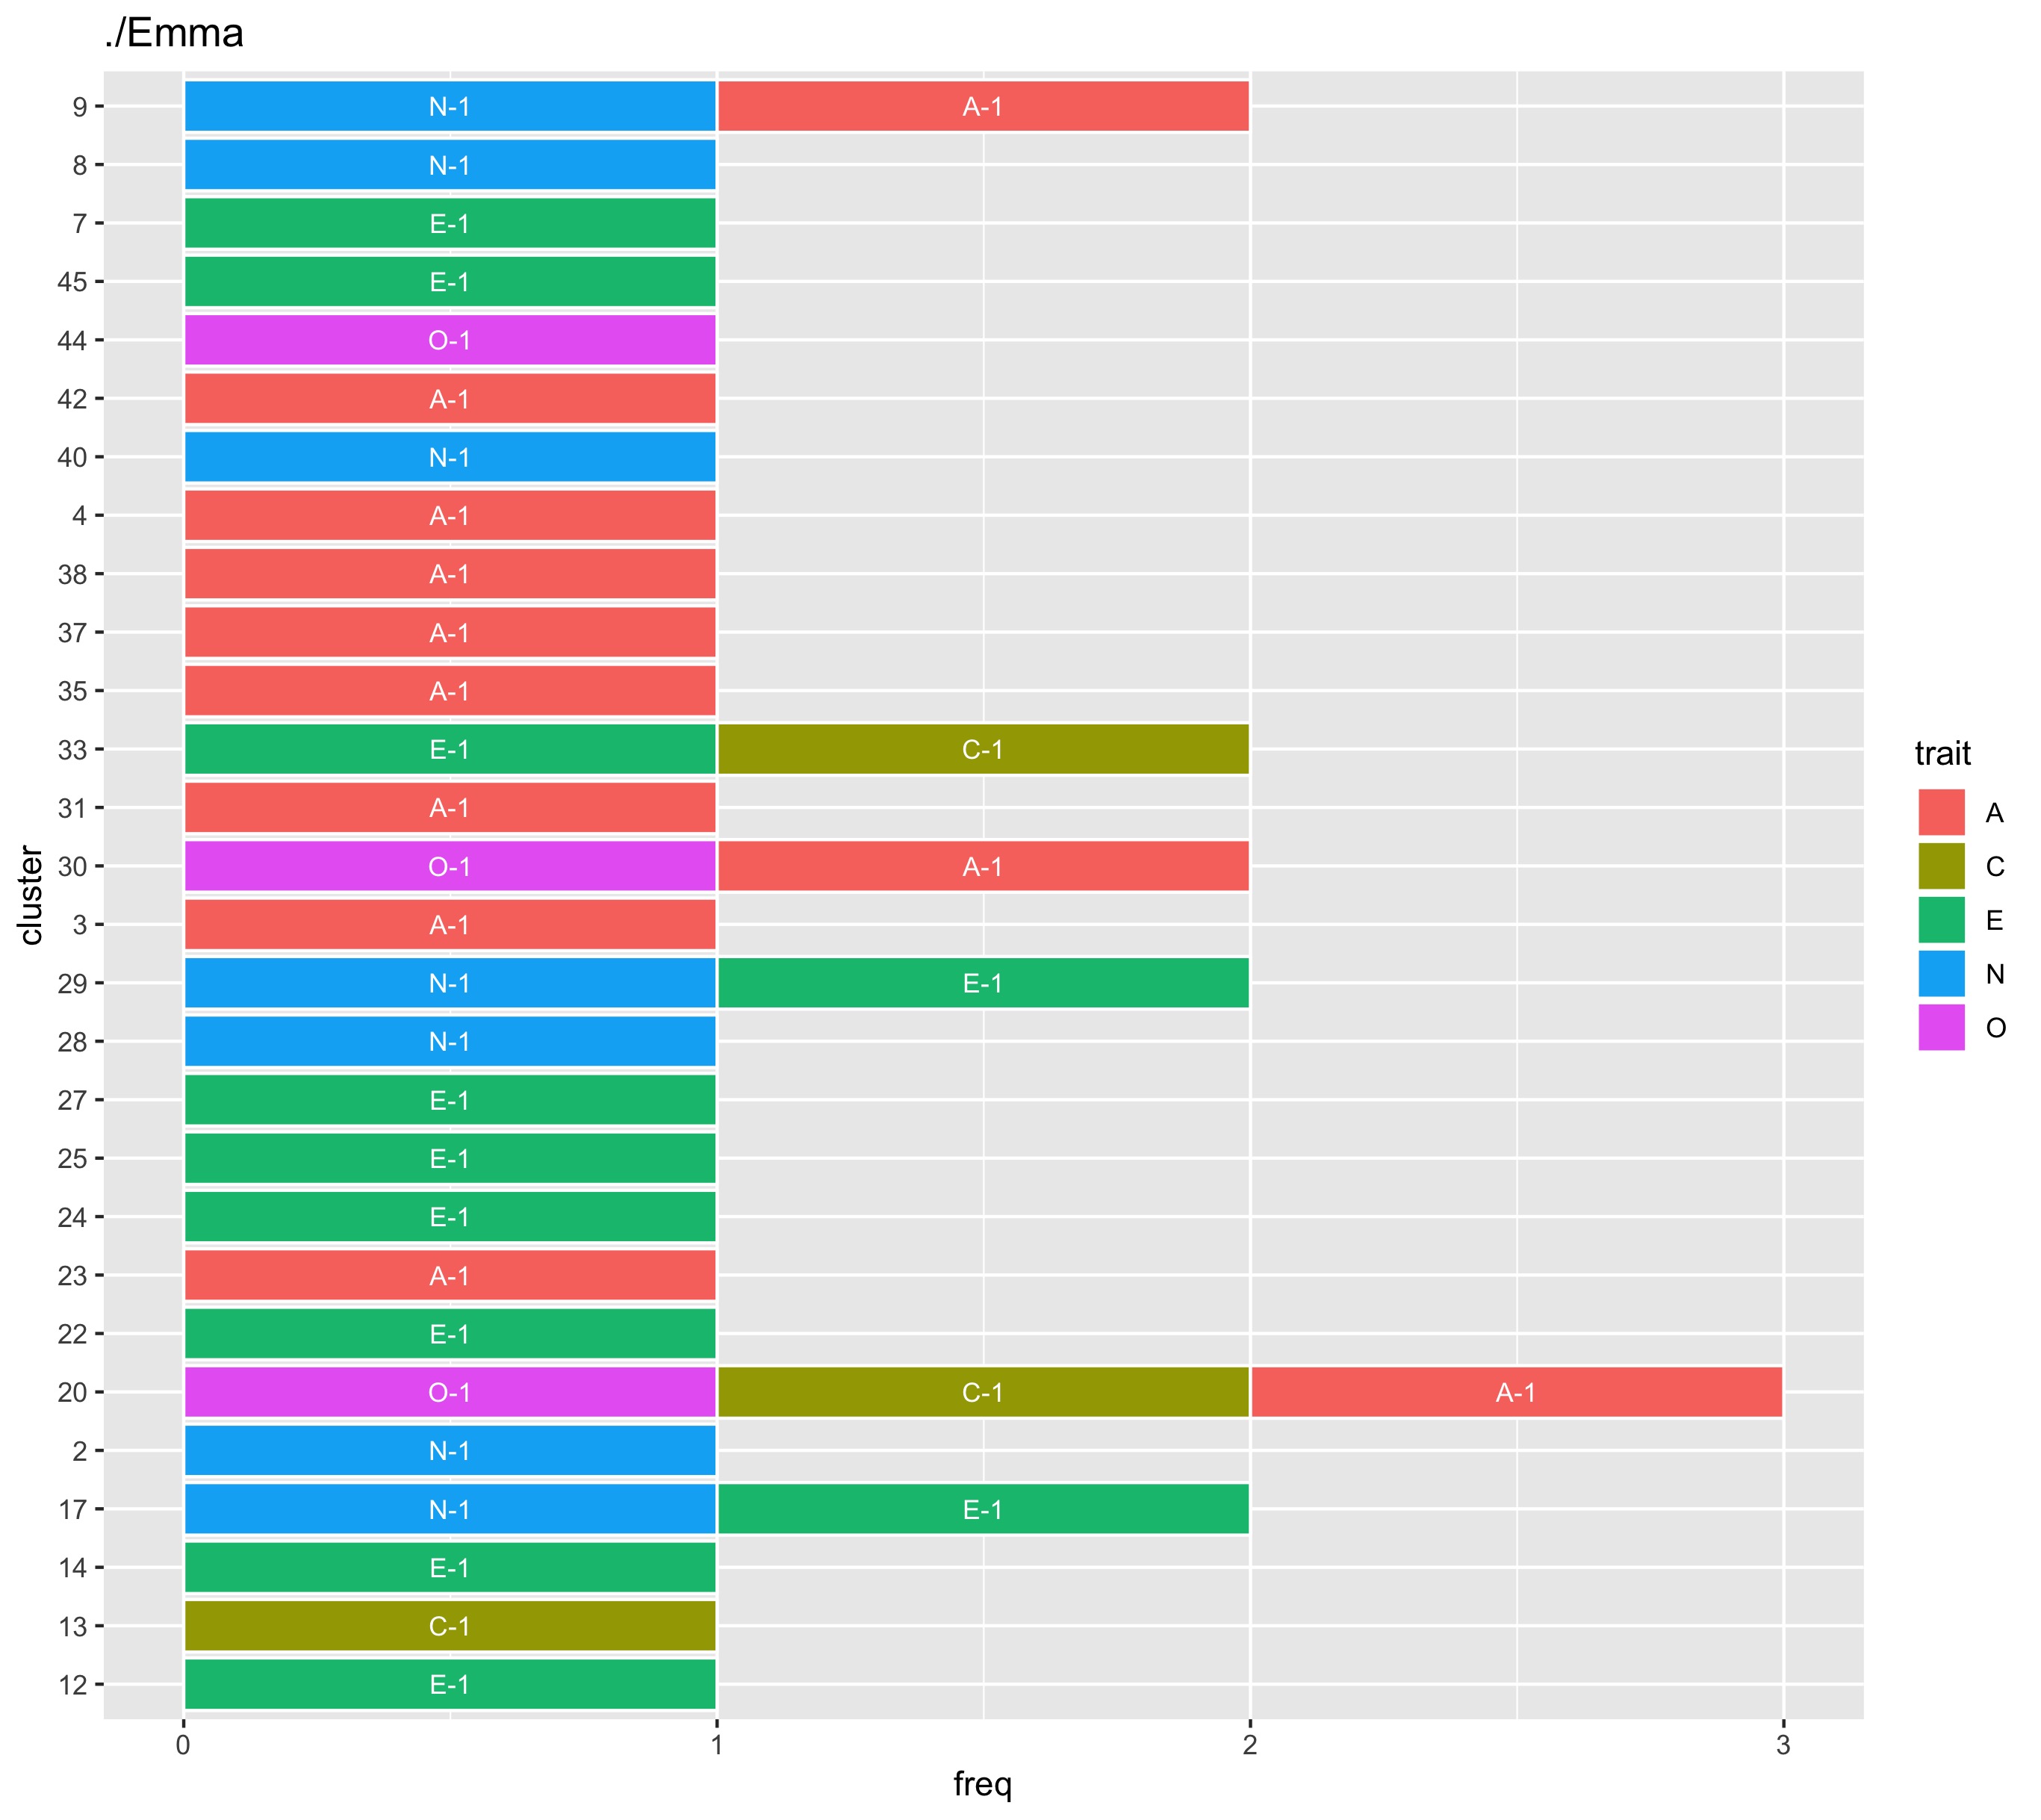 ./Emma
9 N-1 A-1
8 N-1
7 E-1
45 E-1
44 O-1
42 A-1
40 N-1
4 A-1
38 A-1
37 A-1
35 A-1
33 E-1 C-1
31 A-1
30 O-1 A-1
3 A-1
29 N-1 E-1
28 N-1
27 E-1
25 E-1
24 E-1
23 A-1
22 E-1
20 O-1 C-1 A-1
2 N-1
17 N-1 E-1
14 E-1
13 C-1
12 E-1
0 1 2 3
freq
cluster
trait
A
C
E
N
O